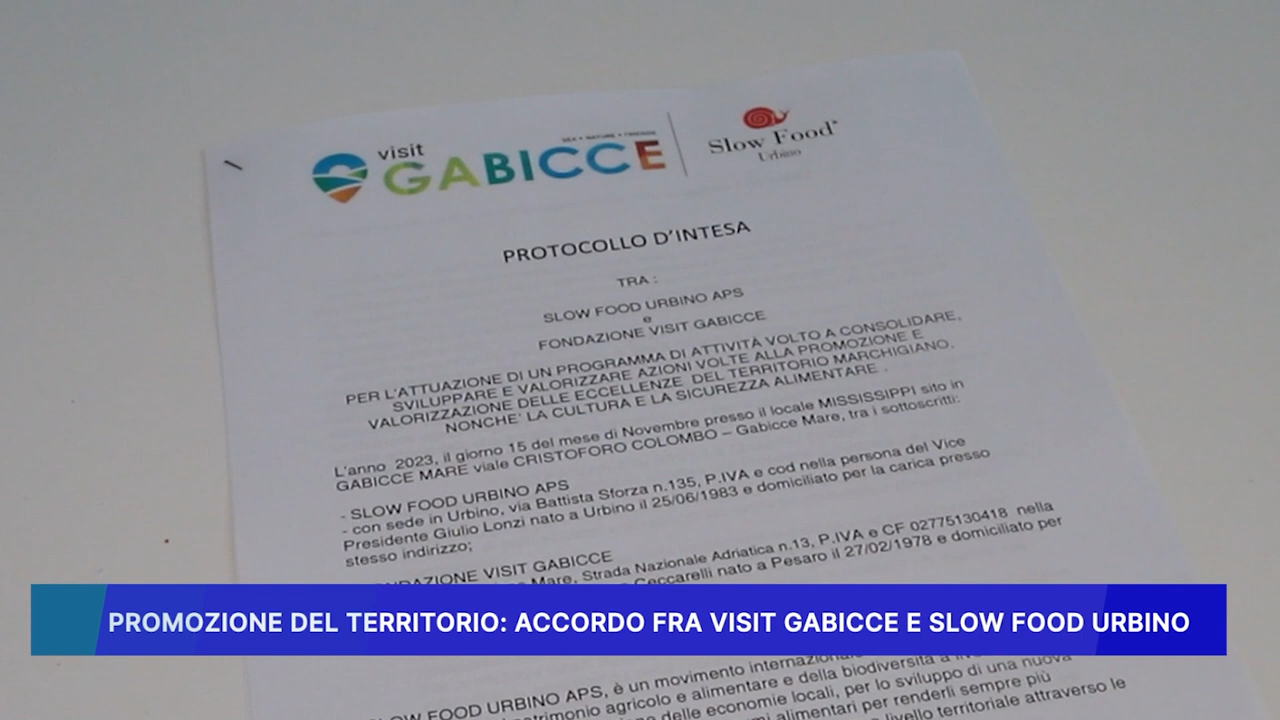 visit
SEA • NATURE • FRIENDS
GABICCE
Slow Food®
Urbino
PROTOCOLLO D'INTESA
TRA :
SLOW FOOD URBINO APS
e
FONDAZIONE VISIT GABICCE
PER L'ATTUAZIONE DI UN PROGRAMMA DI ATTIVITÀ VOLTO A CONSOLIDARE,
SVILUPPARE E VALORIZZARE AZIONI VOLTE ALLA PROMOZIONE E
VALORIZZAZIONE DELLE ECCELLENZE DEL TERRITORIO MARCHIGIANO.
NONCHE' LA CULTURA E LA SICUREZZA ALIMENTARE .
L'anno 2023, il giorno 15 del mese di Novembre presso il locale MISSISSIPPI sito in
GABICCE MARE viale CRISTOFORO COLOMBO – Gabicce Mare, tra i sottoscritti:
- SLOW FOOD URBINO APS
- con sede in Urbino, via Battista Sforza n.135, P.IVA e cod nella persona del Vice
Presidente Giulio Lonzi nato a Urbino il 25/06/1983 e domiciliato per la carica presso
stesso indirizzo;
VISIT GABICCE
Mare, Strada Nazionale Adriatica n.13, P.IVA e CF 02775130418 nella
Ceccarelli nato a Pesaro il 27/02/1978 e domiciliato per
PROMOZIONE DEL TERRITORIO: ACCORDO FRA VISIT GABICCE E SLOW FOOD URBINO
SLOW FOOD URBINO APS, è un movimento
agricolo e alimentare e della biodiversità a
delle economie locali, per lo sviluppo di una nuova
alimentari per renderli sempre più
livello territoriale attraverso le